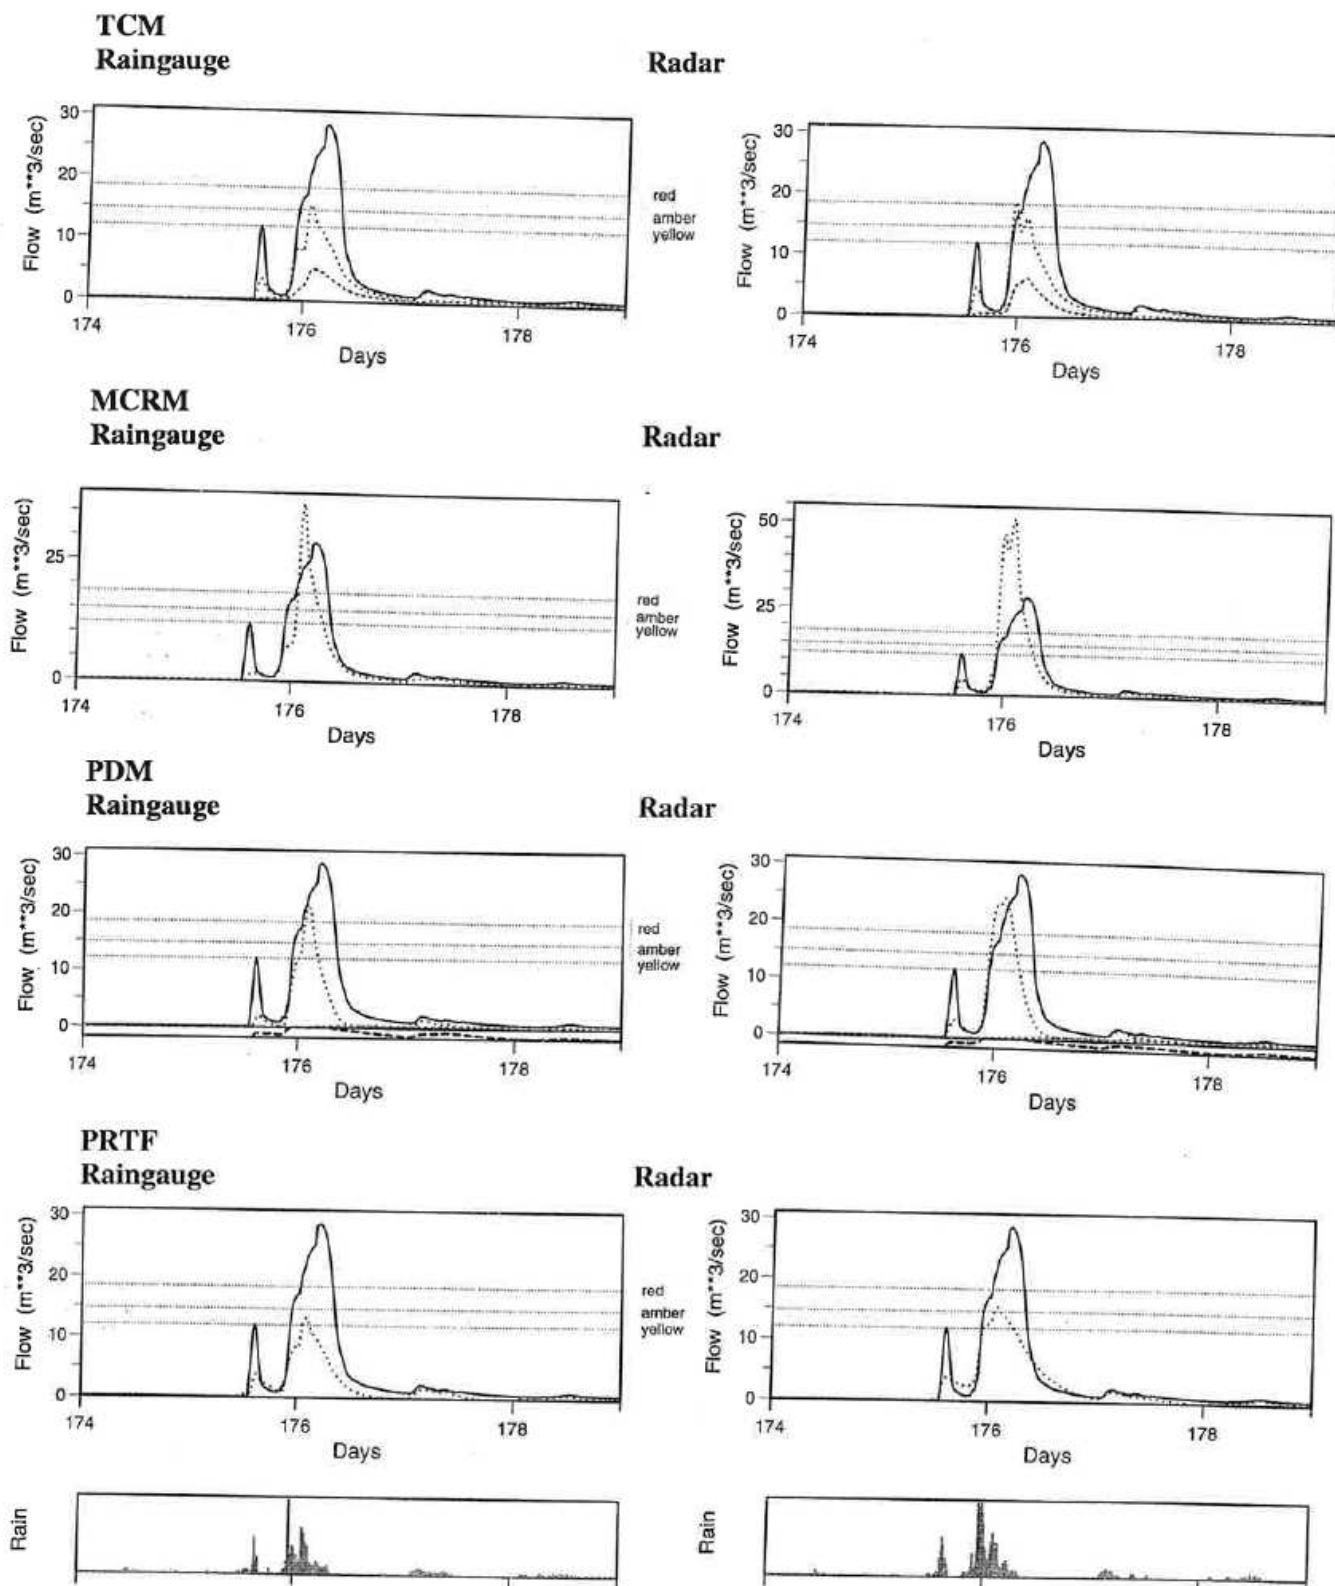 TCM
Raingauge
Radar
Flow (m**3/sec)
30
20
10
0
174
176
178
Days
red
amber
yellow
Flow (m**3/sec)
30
20
10
0
174
176
178
Days
MCRM
Raingauge
Radar
Flow (m**3/sec)
25
0
174
176
178
Days
red
amber
yellow
Flow (m**3/sec)
50
25
0
174
176
178
Days
PDM
Raingauge
Radar
Flow (m**3/sec)
30
20
10
0
174
176
178
Days
red
amber
yellow
Flow (m**3/sec)
30
20
10
0
174
176
178
Days
PRTF
Raingauge
Radar
Flow (m**3/sec)
30
20
10
0
174
176
178
Days
red
amber
yellow
Flow (m**3/sec)
30
20
10
0
174
176
178
Days
Rain
Rain